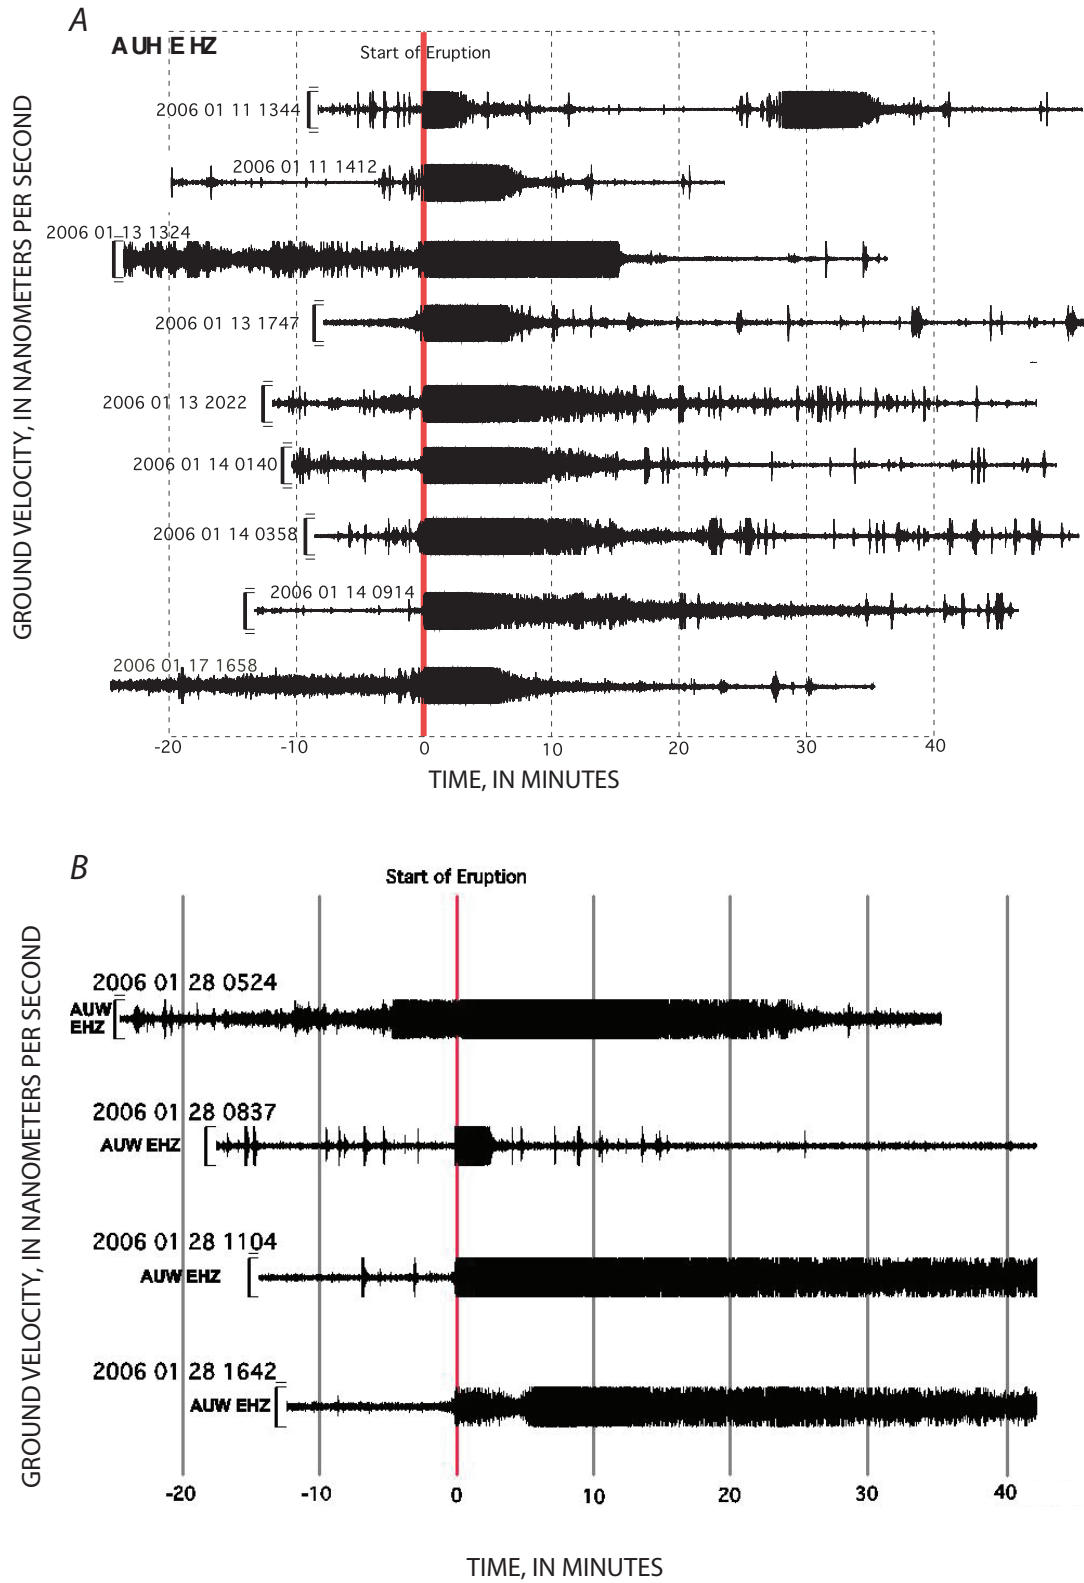 A
AUH EHZ
Start of Eruption
2006 01 11 1344
2006 01 11 1412
2006 01 13 1324
2006 01 13 1747
2006 01 13 2022
2006 01 14 0140
2006 01 14 0358
2006 01 14 0914
2006 01 17 1658
GROUND VELOCITY, IN NANOMETERS PER SECOND
-20 -10 0 10 20 30 40
TIME, IN MINUTES
B
Start of Eruption
2006 01 28 0524
AUW
EHZ
2006 01 28 0837
AUW EHZ
2006 01 28 1104
AUW EHZ
2006 01 28 1642
AUW EHZ
GROUND VELOCITY, IN NANOMETERS PER SECOND
-20 -10 0 10 20 30 40
TIME, IN MINUTES